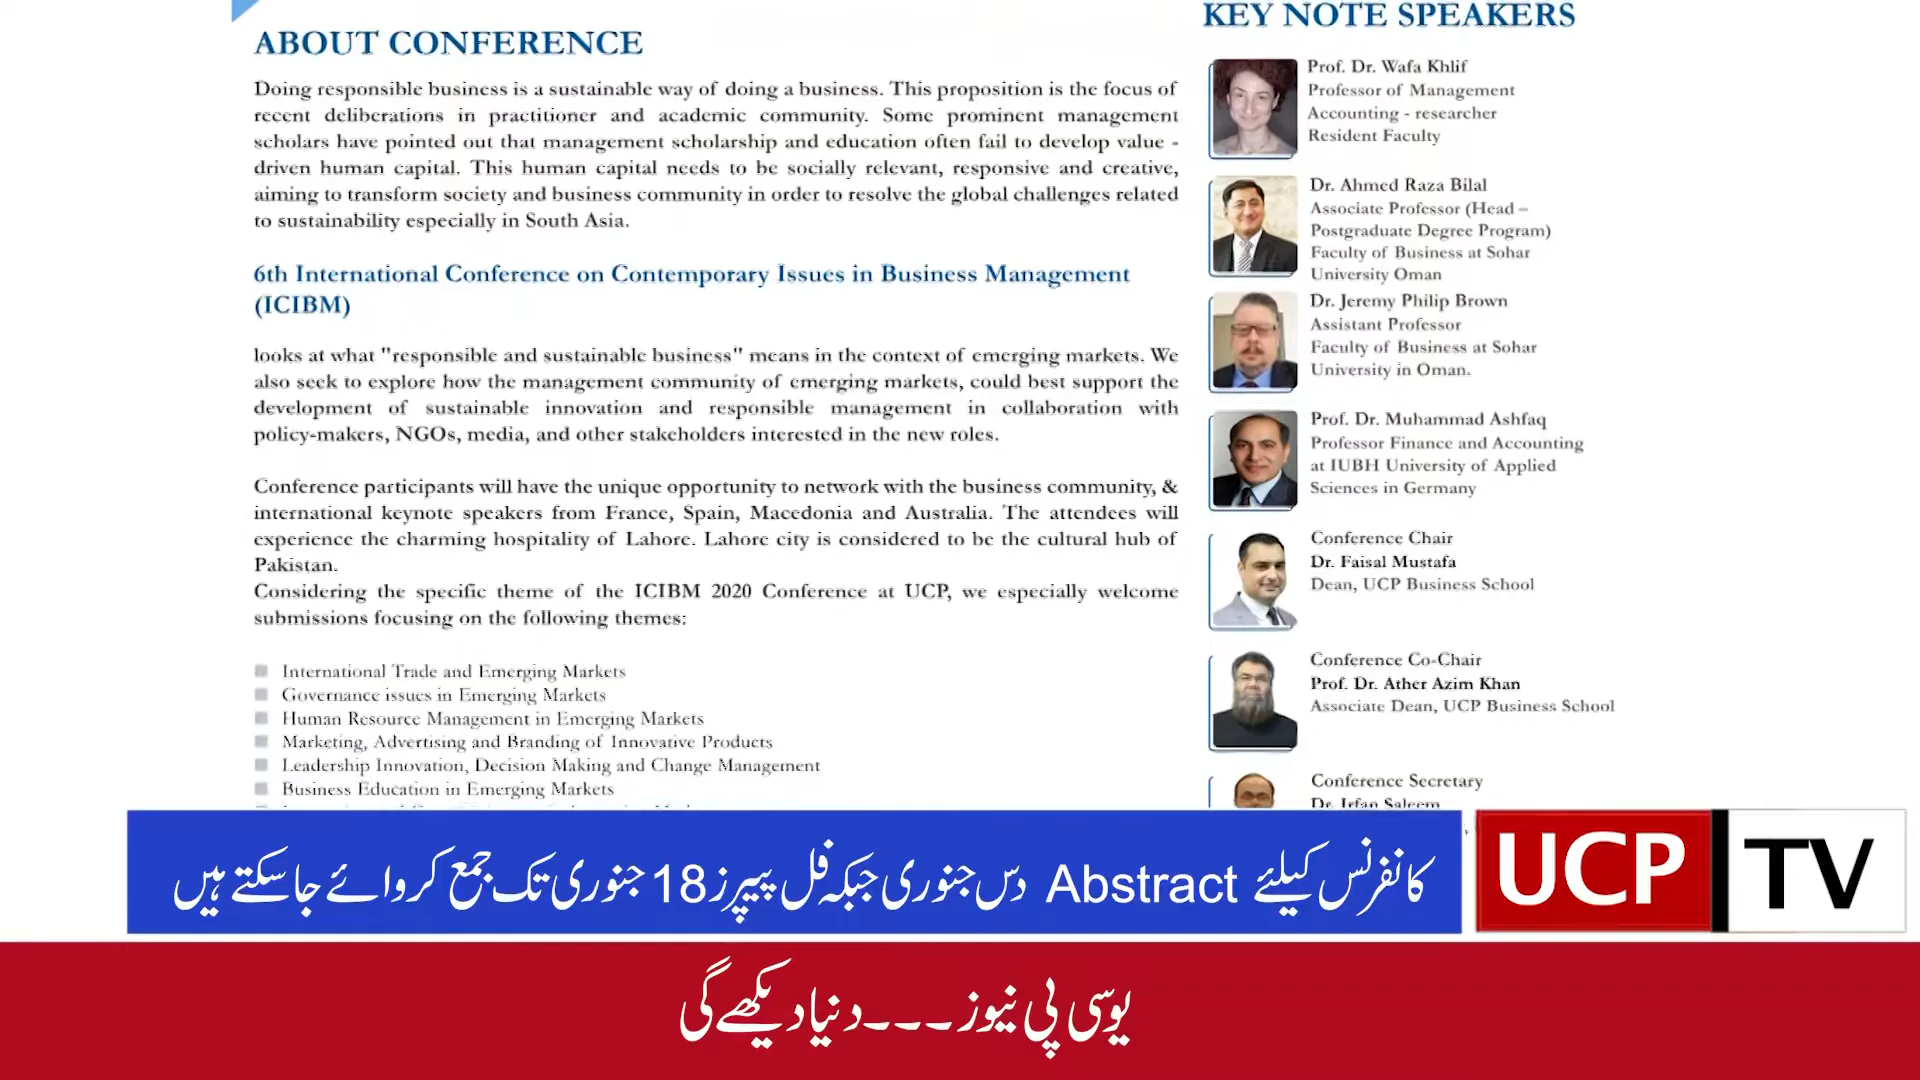 ABOUT CONFERENCE
Doing responsible business is a sustainable way of doing a business. This proposition is the focus of
recent deliberations in practitioner and academic community. Some prominent management
scholars have pointed out that management scholarship and education often fail to develop value -
driven human capital. This human capital needs to be socially relevant, responsive and creative,
aiming to transform society and business community in order to resolve the global challenges related
to sustainability especially in South Asia.
6th International Conference on Contemporary Issues in Business Management
(ICIBM)
looks at what "responsible and sustainable business" means in the context of emerging markets. We
also seek to explore how the management community of emerging markets, could best support the
development of sustainable innovation and responsible management in collaboration with
policy-makers, NGOs, media, and other stakeholders interested in the new roles.
Conference participants will have the unique opportunity to network with the business community, &
international keynote speakers from France, Spain, Macedonia and Australia. The attendees will
experience the charming hospitality of Lahore. Lahore city is considered to be the cultural hub of
Pakistan.
Considering the specific theme of the ICIBM 2020 Conference at UCP, we especially welcome
submissions focusing on the following themes:
International Trade and Emerging Markets
Governance issues in Emerging Markets
Human Resource Management in Emerging Markets
Marketing, Advertising and Branding of Innovative Products
Leadership Innovation, Decision Making and Change Management
Business Education in Emerging Markets
KEY NOTE SPEAKERS
Prof. Dr. Wafa Khlif
Professor of Management
Accounting - researcher
Resident Faculty
Dr. Ahmed Raza Bilal
Associate Professor (Head –
Postgraduate Degree Program)
Faculty of Business at Sohar
University Oman
Dr. Jeremy Philip Brown
Assistant Professor
Faculty of Business at Sohar
University in Oman.
Prof. Dr. Muhammad Ashfaq
Professor Finance and Accounting
at IUBH University of Applied
Sciences in Germany
Conference Chair
Dr. Faisal Mustafa
Dean, UCP Business School
Conference Co-Chair
Prof. Dr. Ather Azim Khan
Associate Dean, UCP Business School
Conference Secretary
Dr. Irfan Saleem
کانفرنس کیلئے Abstract دس جنوری جبکہ فل پیپرز 18 جنوری تک جمع کروائے جاسکتے ہیں
UCP TV
یوسی پی نیوز ۔۔۔ دنیا دیکھے گی